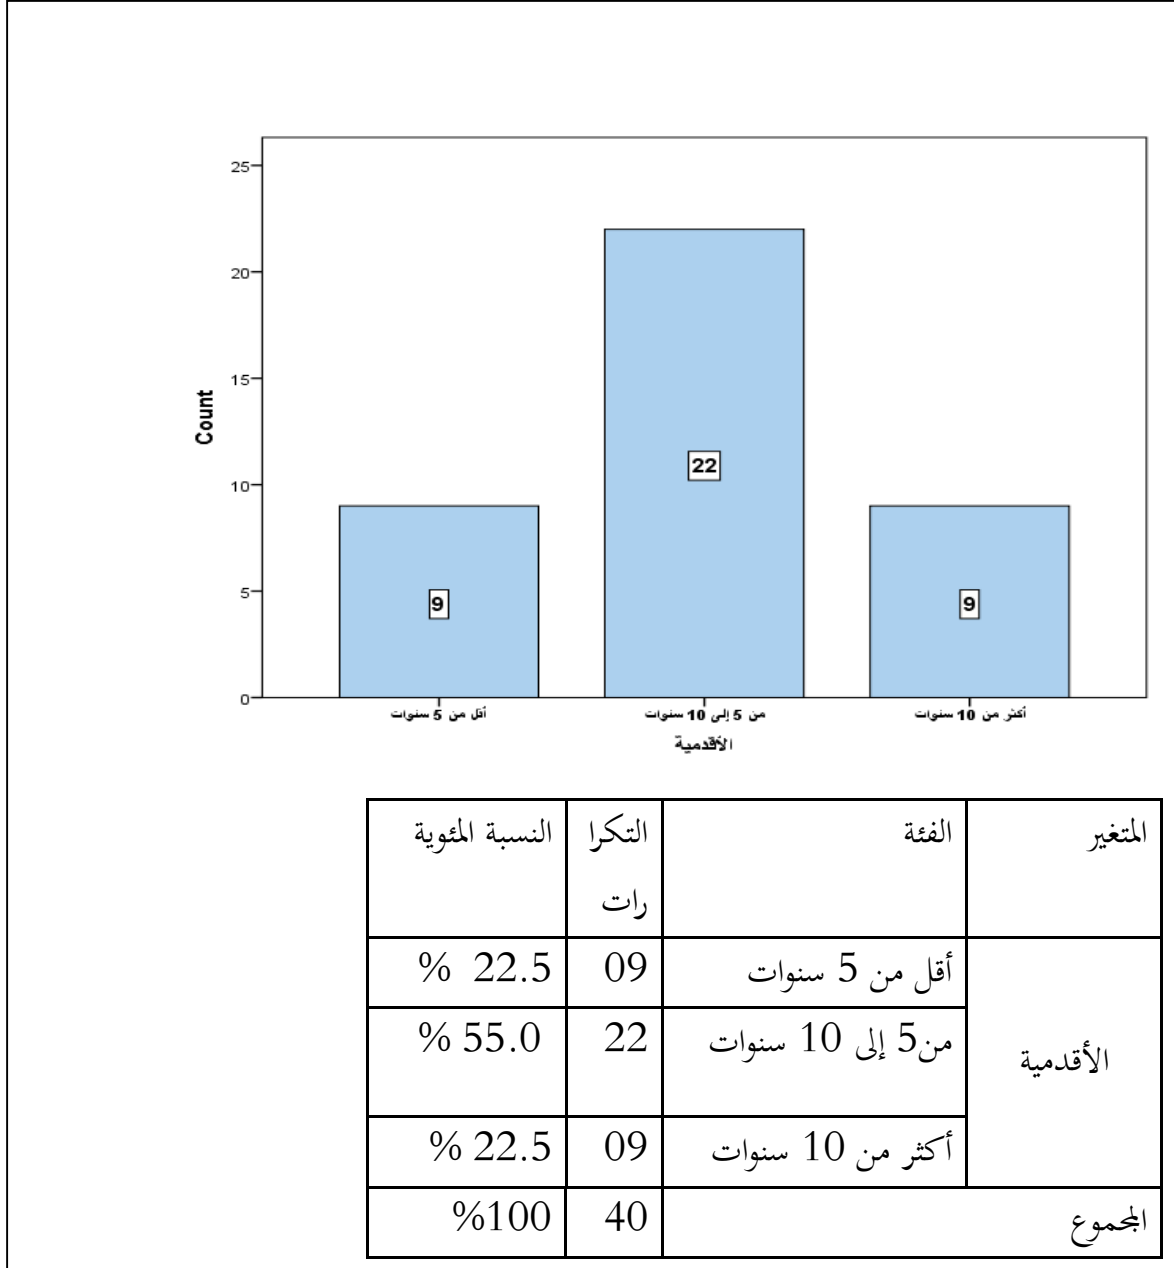 25
20
15
10
5
0
Count
9
22
9
أقل من 5 سنوات
من 5 إلى 10 سنوات
أكثر من 10 سنوات
الأقدمية
المتغير
الفئة
التكرا
رات
النسبة المئوية
الأقدمية
أقل من 5 سنوات
09
22.5 %
من5 إلى 10 سنوات
22
55.0 %
أكثر من 10 سنوات
09
22.5 %
المجموع
40
100%